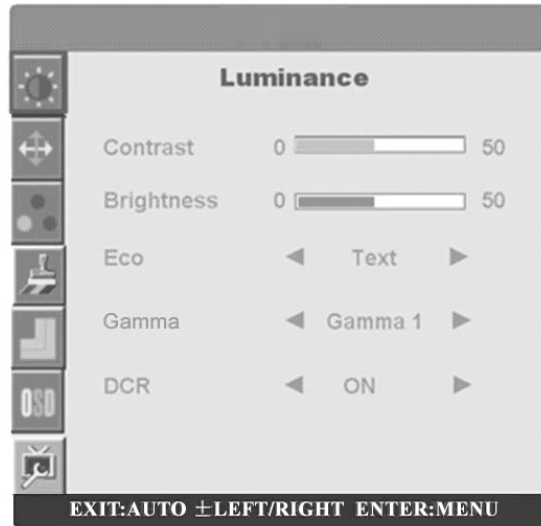 Luminance
Contrast 0 50
Brightness 0 50
Eco ◄ Text ►
Gamma ◄ Gamma 1 ►
DCR ◄ ON ►
OSD
EXIT:AUTO ±LEFT/RIGHT ENTER:MENU